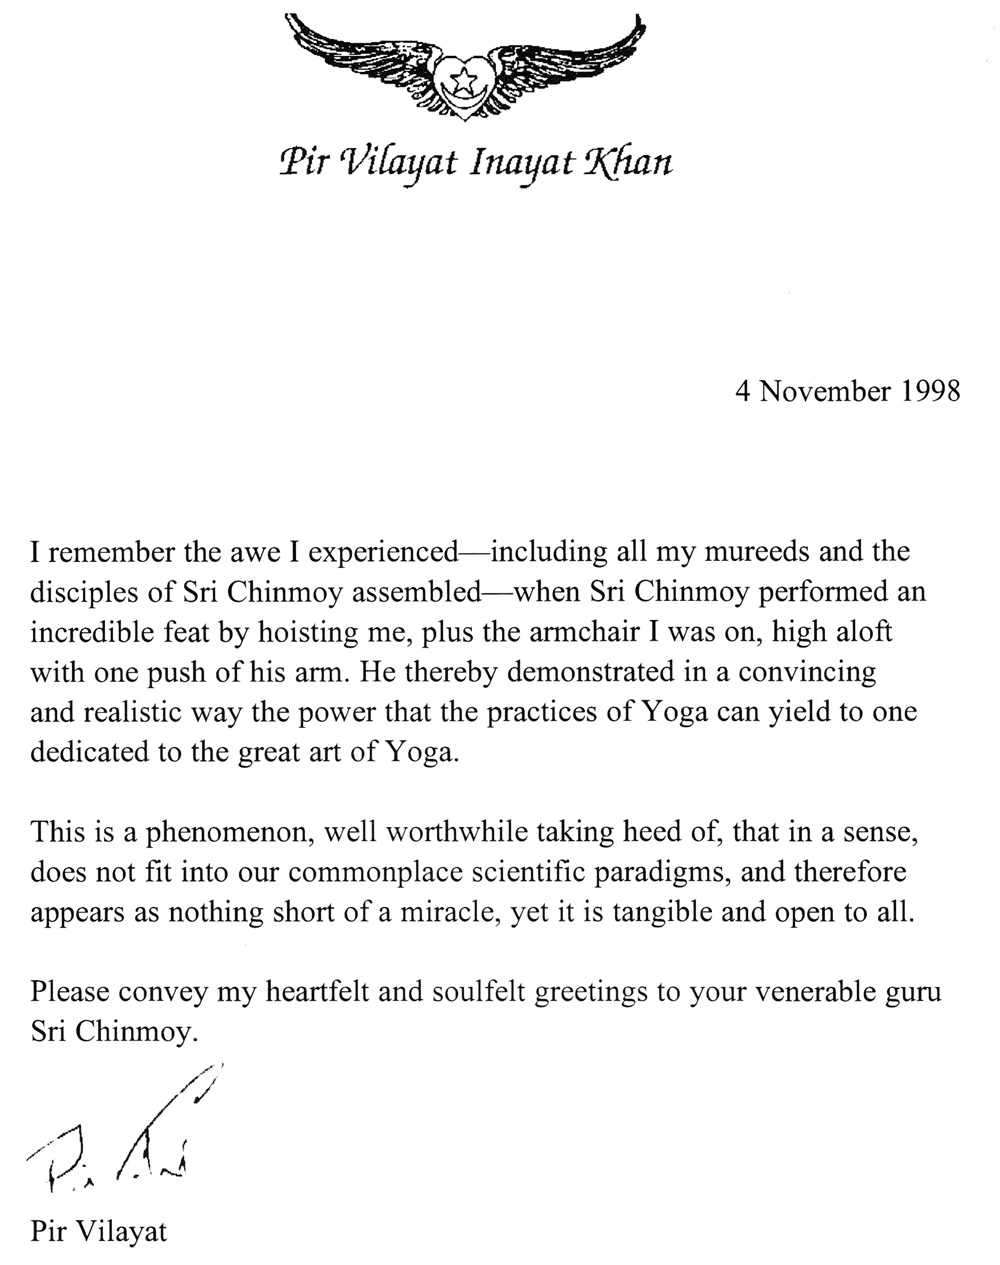 Pir Vilayat Inayat Khan
4 November 1998
I remember the awe I experienced—including all my mureeds and the
disciples of Sri Chinmoy assembled—when Sri Chinmoy performed an
incredible feat by hoisting me, plus the armchair I was on, high aloft
with one push of his arm. He thereby demonstrated in a convincing
and realistic way the power that the practices of Yoga can yield to one
dedicated to the great art of Yoga.
This is a phenomenon, well worthwhile taking heed of, that in a sense,
does not fit into our commonplace scientific paradigms, and therefore
appears as nothing short of a miracle, yet it is tangible and open to all.
Please convey my heartfelt and soulfelt greetings to your venerable guru
Sri Chinmoy.
Pir Vilayat